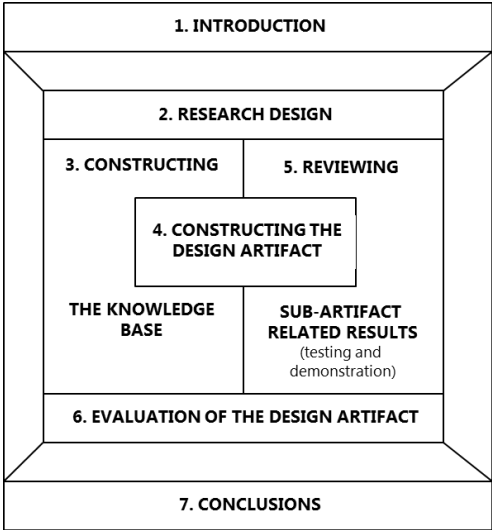 1. INTRODUCTION
2. RESEARCH DESIGN
3. CONSTRUCTING
THE KNOWLEDGE
BASE
4. CONSTRUCTING THE
DESIGN ARTIFACT
5. REVIEWING
SUB-ARTIFACT
RELATED RESULTS
(testing and
demonstration)
6. EVALUATION OF THE DESIGN ARTIFACT
7. CONCLUSIONS